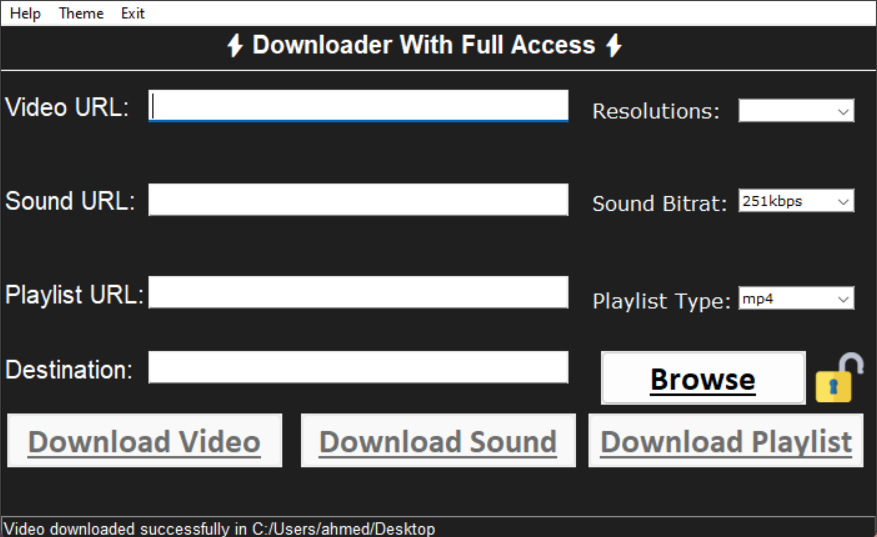 Help Theme Exit
Downloader With Full Access
Video URL:
Resolutions:
Sound URL:
Sound Bitrat: 251kbps
Playlist URL:
Playlist Type: mp4
Destination:
Browse
Download Video Download Sound Download Playlist
Video downloaded successfully in C:/Users/ahmed/Desktop